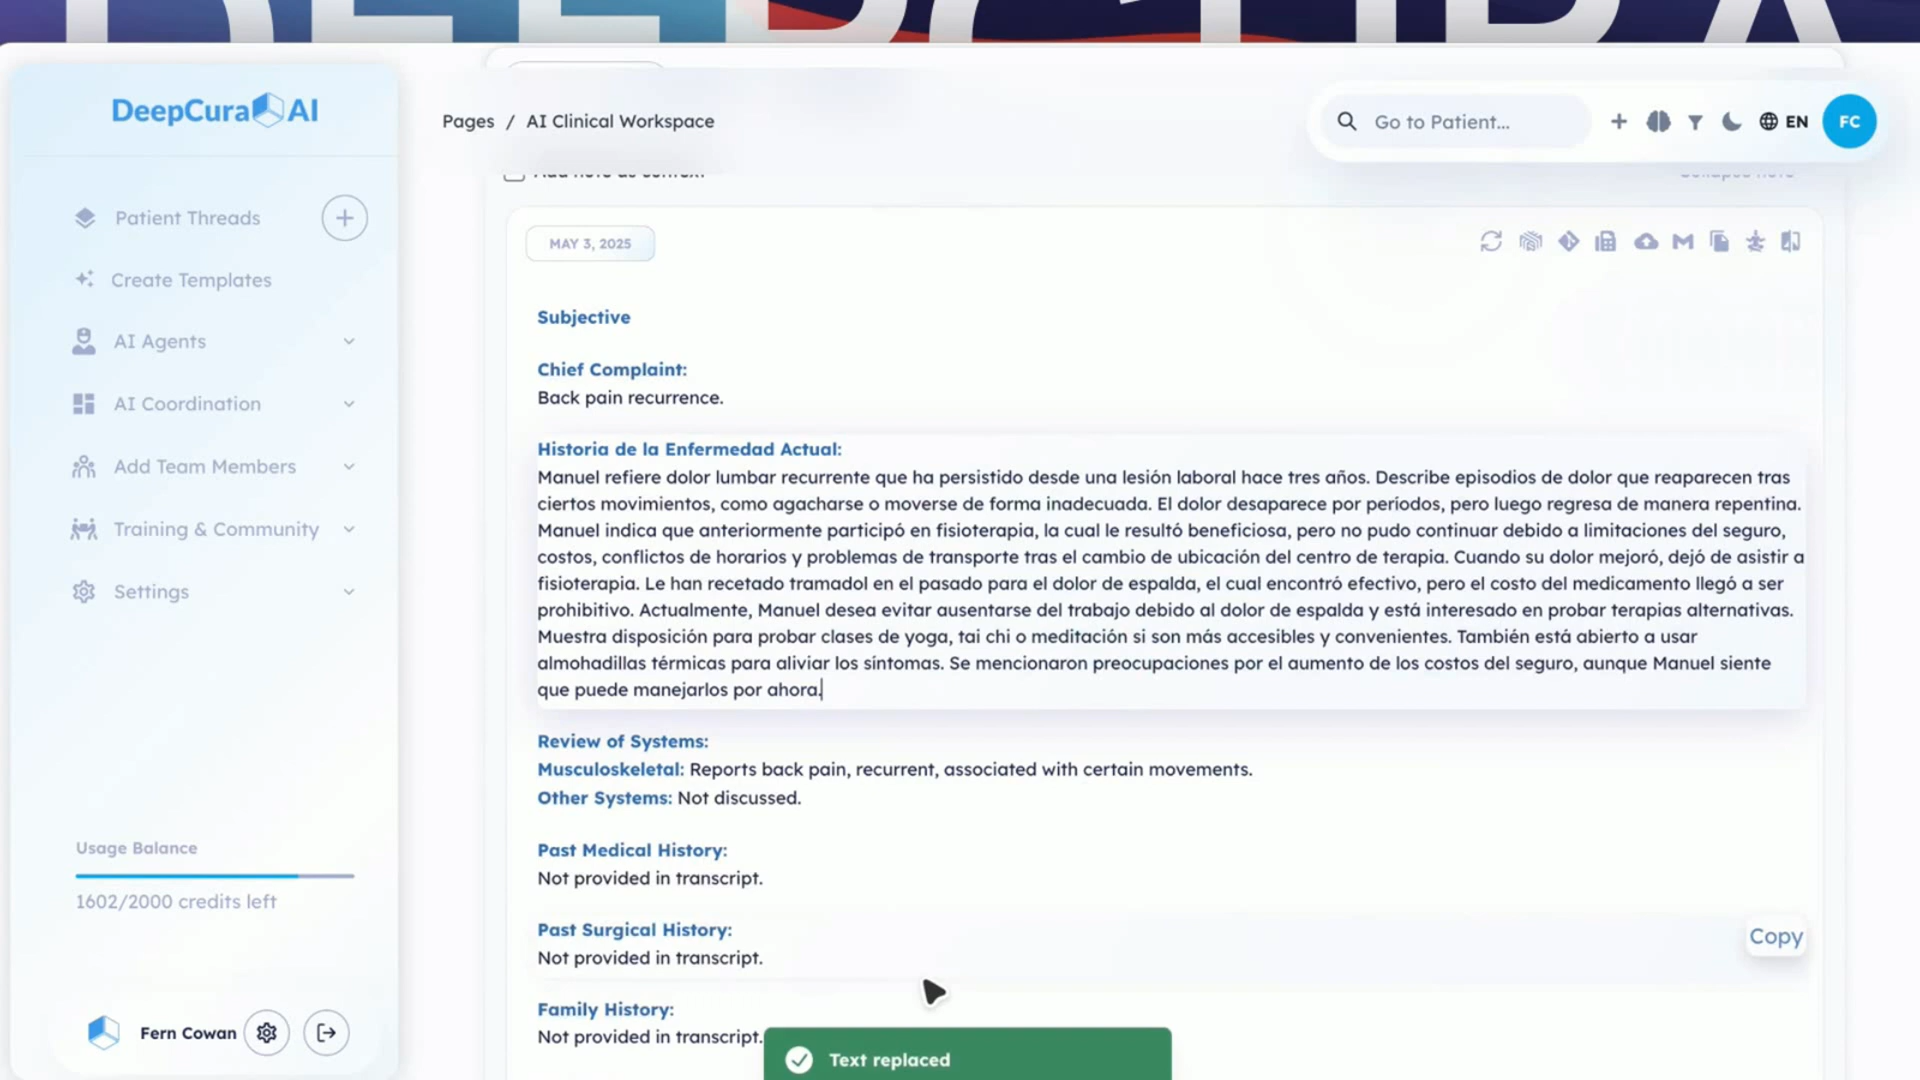 DeepCura AI
Pages / AI Clinical Workspace
Go to Patient...
EN
FC
Patient Threads
Create Templates
AI Agents
AI Coordination
Add Team Members
Training & Community
Settings
Usage Balance
1602/2000 credits left
Fern Cowan
Add note as context
Collapse note
MAY 3, 2025
Subjective
Chief Complaint:
Back pain recurrence.
Historia de la Enfermedad Actual:
Manuel refiere dolor lumbar recurrente que ha persistido desde una lesión laboral hace tres años. Describe episodios de dolor que reaparecen tras
ciertos movimientos, como agacharse o moverse de forma inadecuada. El dolor desaparece por períodos, pero luego regresa de manera repentina.
Manuel indica que anteriormente participó en fisioterapia, la cual le resultó beneficiosa, pero no pudo continuar debido a limitaciones del seguro,
costos, conflictos de horarios y problemas de transporte tras el cambio de ubicación del centro de terapia. Cuando su dolor mejoró, dejó de asistir a
fisioterapia. Le han recetado tramadol en el pasado para el dolor de espalda, el cual encontró efectivo, pero el costo del medicamento llegó a ser
prohibitivo. Actualmente, Manuel desea evitar ausentarse del trabajo debido al dolor de espalda y está interesado en probar terapias alternativas.
Muestra disposición para probar clases de yoga, tai chi o meditación si son más accesibles y convenientes. También está abierto a usar
almohadillas térmicas para aliviar los síntomas. Se mencionaron preocupaciones por el aumento de los costos del seguro, aunque Manuel siente
que puede manejarlos por ahora.
Review of Systems:
Musculoskeletal: Reports back pain, recurrent, associated with certain movements.
Other Systems: Not discussed.
Past Medical History:
Not provided in transcript.
Past Surgical History:
Not provided in transcript.
Copy
Family History:
Not provided in transcript.
Text replaced